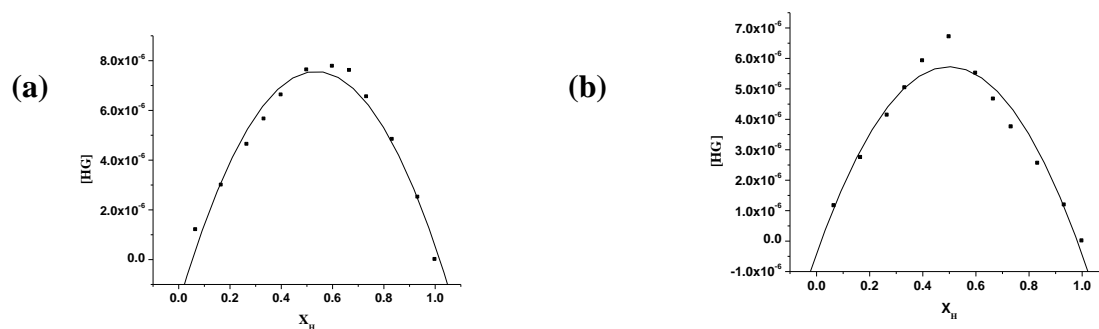 (a)
8.0x10⁻⁶
6.0x10⁻⁶
4.0x10⁻⁶
2.0x10⁻⁶
0.0
[HG]
0.0 0.2 0.4 0.6 0.8 1.0
X_H
(b)
7.0x10⁻⁶
6.0x10⁻⁶
5.0x10⁻⁶
4.0x10⁻⁶
3.0x10⁻⁶
2.0x10⁻⁶
1.0x10⁻⁶
0.0
-1.0x10⁻⁶
[HG]
0.0 0.2 0.4 0.6 0.8 1.0
X_H